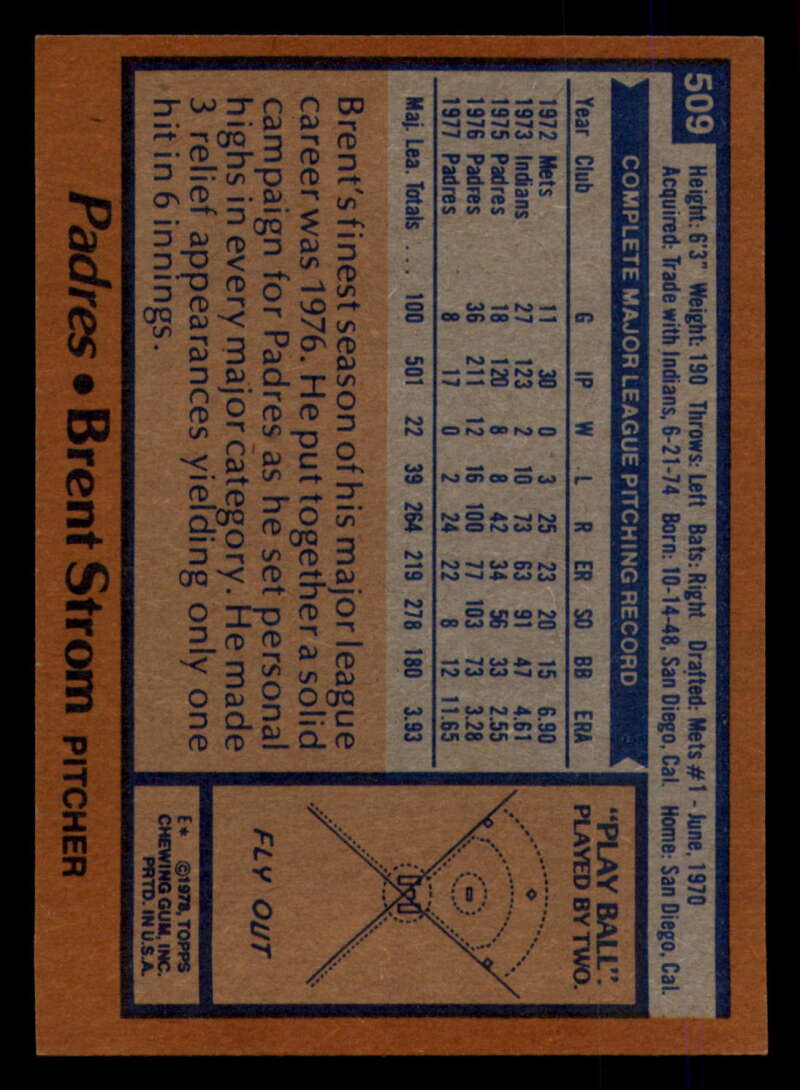 509
Height: 6'3" Weight: 190 Throws: Left Bats: Right Drafted: Mets #1 - June, 1970
Acquired: Trade with Indians, 6-21-74 Born: 10-14-48, San Diego, Cal. Home: San Diego, Cal.
COMPLETE MAJOR LEAGUE PITCHING RECORD
Year Club G IP W L R ER SO BB ERA
1972 Mets 11 30 0 3 25 23 20 15 6.90
1973 Indians 27 123 2 10 73 63 91 47 4.61
1975 Padres 18 120 8 8 42 34 56 33 2.55
1976 Padres 36 211 12 16 100 77 103 73 3.28
1977 Padres 8 17 0 2 24 22 8 12 11.65
Maj. Lea. Totals ... 100 501 22 39 264 219 278 180 3.93
Brent's finest season of his major league
career was 1976. He put together a solid
campaign for Padres as he set personal
highs in every major category. He made
3 relief appearances yielding only one
hit in 6 innings.
"PLAY BALL":
PLAYED BY TWO.
FLY OUT
E* ©1978, TOPPS
CHEWING GUM, INC.
PRTD. IN U.S.A.
Padres • Brent Strom PITCHER